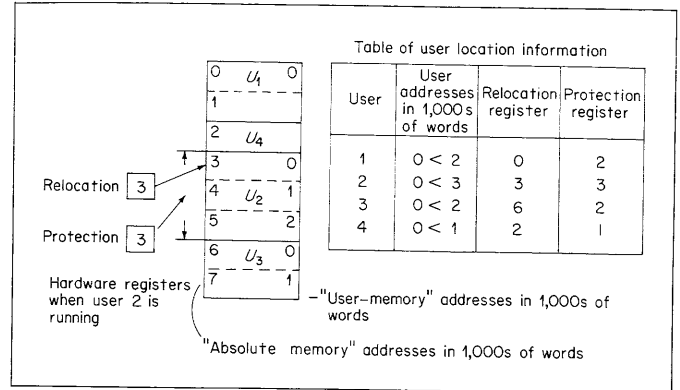 Table of user location information
User
User addresses in 1,000s of words
Relocation register
Protection register
1 0 < 2 0 2
2 0 < 3 3 3
3 0 < 2 6 2
4 0 < 1 2 1
0 U1 0
1
2 U4
3 0
4 U2 1
5 2
6 U3 0
7 1
Relocation 3
Protection 3
Hardware registers
when user 2 is
running
-"User-memory" addresses in 1,000s of
words
"Absolute memory" addresses in 1,000s of words